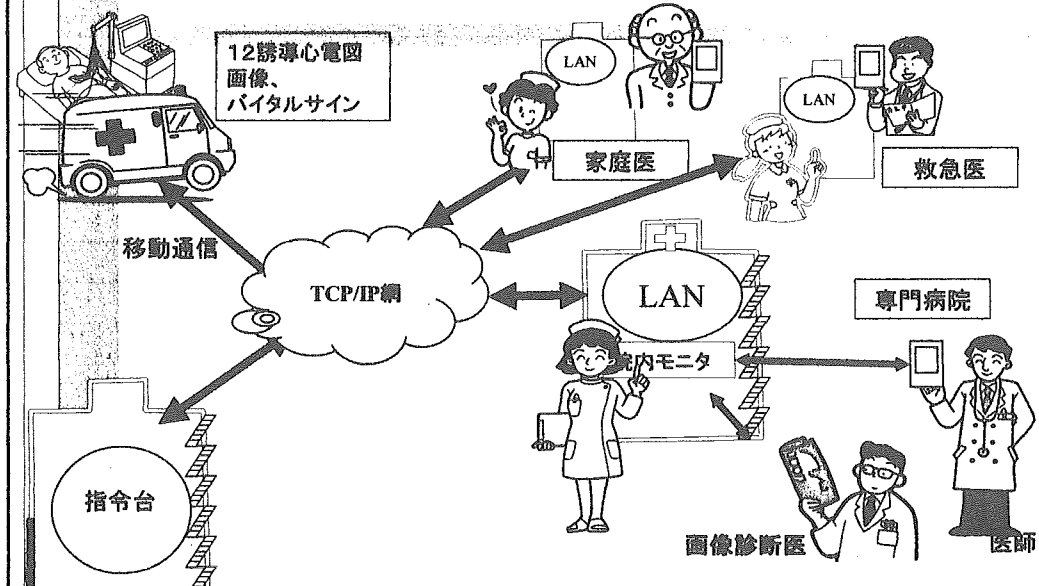 12誘導心電図
画像、
バイタルサイン
LAN
家庭医
LAN
救急医
移動通信
TCP/IP網
LAN
院内モニタ
専門病院
指令台
画像診断医
医師